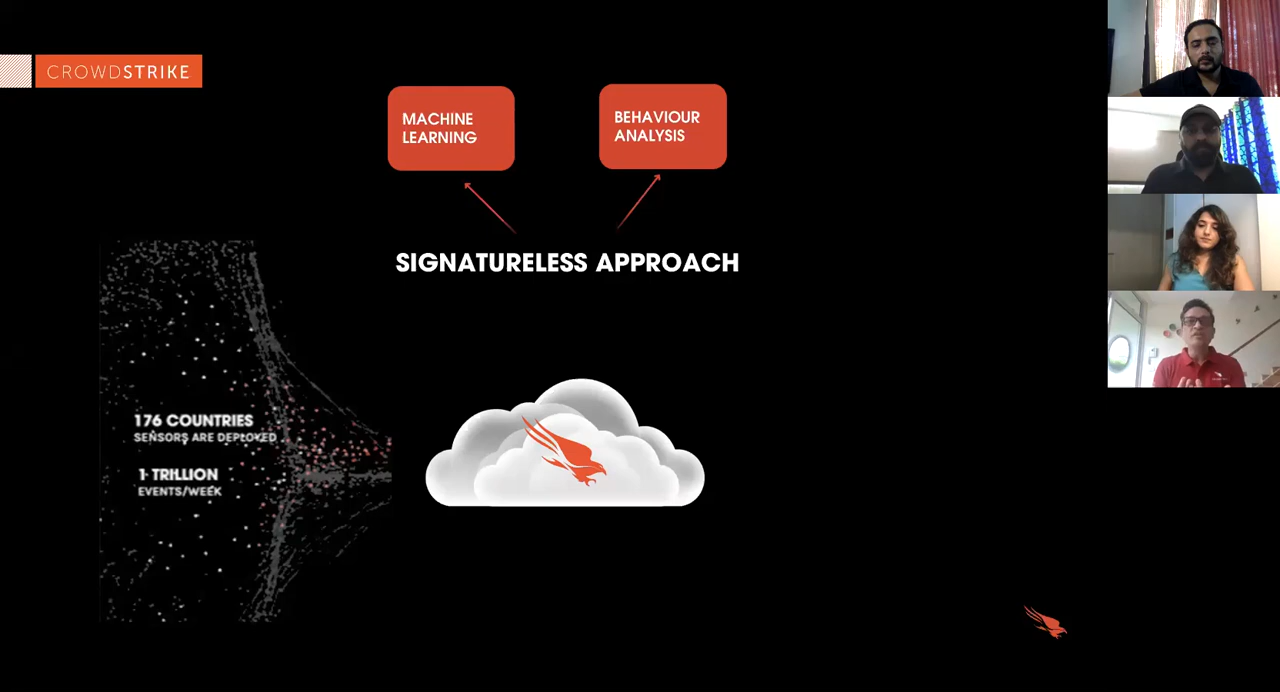 CROWDSTRIKE
MACHINE
LEARNING
BEHAVIOUR
ANALYSIS
SIGNATURELESS APPROACH
176 COUNTRIES
SENSORS ARE DEPLOYED
1 TRILLION
EVENTS/WEEK